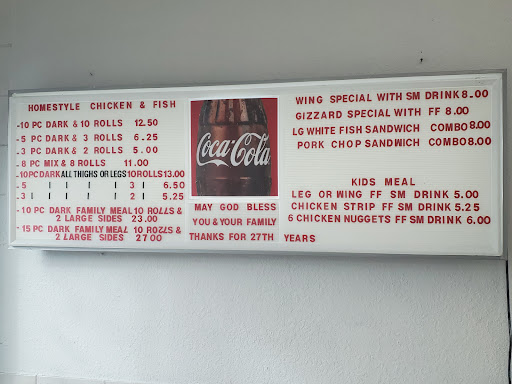 HOMESTYLE CHICKEN & FISH
-10 PC DARK & 10 ROLLS 12.50
-5 PC DARK & 3 ROLLS 6.25
-3 PC DARK & 2 ROLLS 5.00
-8 PC MIX & 8 ROLLS 11.00
-10PCDARK ALL THIGHS OR LEGS 10ROLLS 13.00
-5 | | | | 3 | 6.50
-3 | | | | 2 | 5.25
-10 PC DARK FAMILY MEAL 10 ROLLS &
2 LARGE SIDES 23.00
-15 PC DARK FAMILY MEAL 10 ROLLS &
2 LARGE SIDES 27 00
Coca-Cola
MAY GOD BLESS
YOU & YOUR FAMILY
THANKS FOR 27TH YEARS
WING SPECIAL WITH SM DRINK 8.00
GIZZARD SPECIAL WITH FF 8.00
LG WHITE FISH SANDWICH COMBO 8.00
PORK CHOP SANDWICH COMBO 8.00
KIDS MEAL
LEG OR WING FF SM DRINK 5.00
CHICKEN STRIP FF SM DRINK 5.25
6 CHICKEN NUGGETS FF SM DRINK 6.00